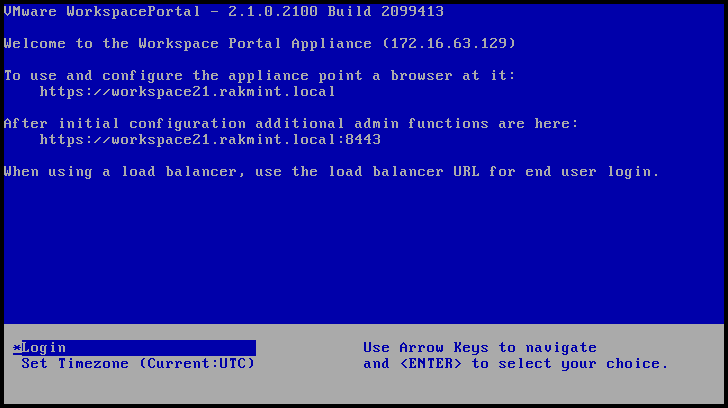 VMware WorkspacePortal - 2.1.0.2100 Build 2099413
Welcome to the Workspace Portal Appliance (172.16.63.129)
To use and configure the appliance point a browser at it:
https://workspace21.rakmint.local
After initial configuration additional admin functions are here:
https://workspace21.rakmint.local:8443
When using a load balancer, use the load balancer URL for end user login.
*Login
Set Timezone (Current:UTC)
Use Arrow Keys to navigate
and <ENTER> to select your choice.